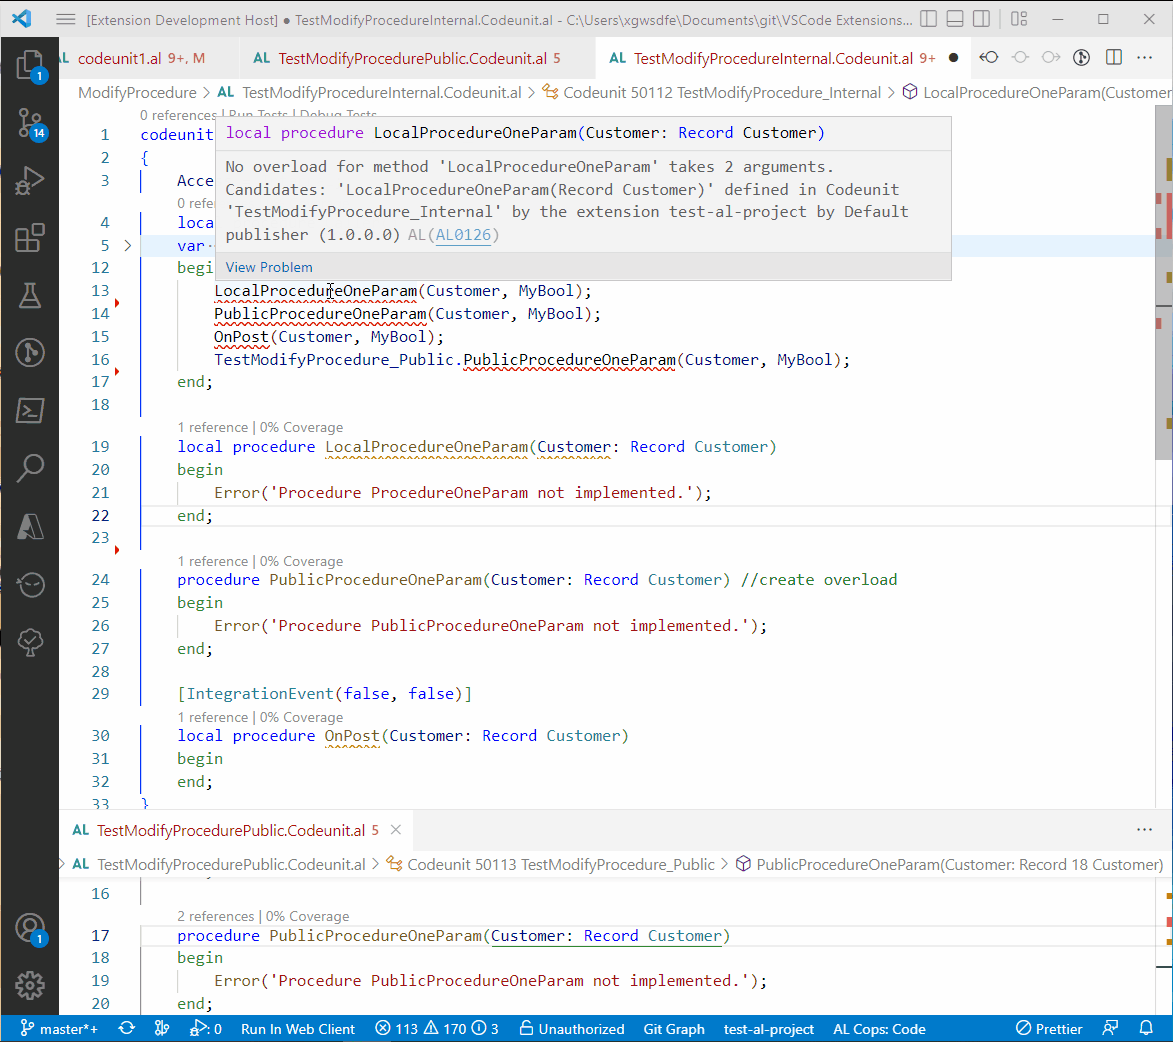 [Extension Development Host] ● TestModifyProcedureInternal.Codeunit.al - C:\Users\xgwsdfe\Documents\git\VSCode Extensions...
AL codeunit1.al 9+, M AL TestModifyProcedurePublic.Codeunit.al 5 AL TestModifyProcedureInternal.Codeunit.al 9+ ●
ModifyProcedure > AL TestModifyProcedureInternal.Codeunit.al > Codeunit 50112 TestModifyProcedure_Internal > LocalProcedureOneParam(Customer
0 references | Run Tests | Debug Tests
1 codeunit
local procedure LocalProcedureOneParam(Customer: Record Customer)
2 {
No overload for method 'LocalProcedureOneParam' takes 2 arguments.
3 Acce
Candidates: 'LocalProcedureOneParam(Record Customer)' defined in Codeunit
0 refe
'TestModifyProcedure_Internal' by the extension test-al-project by Default
4 loca
publisher (1.0.0.0) AL(AL0126)
5 var
View Problem
12 begi
13 LocalProcedureOneParam(Customer, MyBool);
14 PublicProcedureOneParam(Customer, MyBool);
15 OnPost(Customer, MyBool);
16 TestModifyProcedure_Public.PublicProcedureOneParam(Customer, MyBool);
17 end;
18
1 reference | 0% Coverage
19 local procedure LocalProcedureOneParam(Customer: Record Customer)
20 begin
21 Error('Procedure ProcedureOneParam not implemented.');
22 end;
23
1 reference | 0% Coverage
24 procedure PublicProcedureOneParam(Customer: Record Customer) //create overload
25 begin
26 Error('Procedure PublicProcedureOneParam not implemented.');
27 end;
28
29 [IntegrationEvent(false, false)]
1 reference | 0% Coverage
30 local procedure OnPost(Customer: Record Customer)
31 begin
32 end;
33 }
AL TestModifyProcedurePublic.Codeunit.al 5
> AL TestModifyProcedurePublic.Codeunit.al > Codeunit 50113 TestModifyProcedure_Public > PublicProcedureOneParam(Customer: Record 18 Customer)
16
2 references | 0% Coverage
17 procedure PublicProcedureOneParam(Customer: Record Customer)
18 begin
19 Error('Procedure PublicProcedureOneParam not implemented.');
20 end;
1
14
1
master*+ : 0 Run In Web Client 113 170 3 Unauthorized Git Graph test-al-project AL Cops: Code Prettier